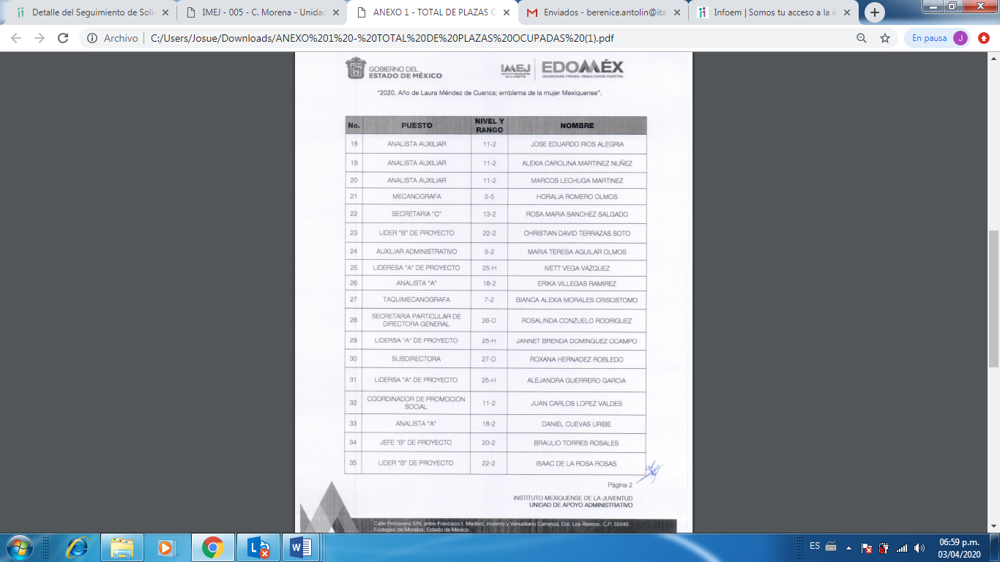 Detalle del Seguimiento de Soli
IMEJ - 005 - C. Morena - Unidad
ANEXO 1 - TOTAL DE PLAZAS O
Enviados - berenice.antolin@ita
Infoem | Somos tu acceso a la in
Archivo
C:/Users/Josue/Downloads/ANEXO%201%20-%20TOTAL%20DE%20PLAZAS%20OCUPADAS%20(1).pdf
En pausa J
GOBIERNO DEL
ESTADO DE MÉXICO
IMEJ
EDOMÉX
DECISIONES FIRMES, RESULTADOS FUERTES.
"2020. Año de Laura Méndez de Cuenca; emblema de la mujer Mexiquense".
No. PUESTO NIVEL Y RANGO NOMBRE
18 ANALISTA AUXILIAR 11-2 JOSE EDUARDO RIOS ALEGRIA
19 ANALISTA AUXILIAR 11-2 ALEXIA CAROLINA MARTINEZ NUÑEZ
20 ANALISTA AUXILIAR 11-2 MARCOS LECHUGA MARTINEZ
21 MECANOGRAFA 5-5 HORALIA ROMERO OLMOS
22 SECRETARIA "C" 13-2 ROSA MARIA SANCHEZ SALGADO
23 LIDER "B" DE PROYECTO 22-2 CHRISTIAN DAVID TERRAZAS SOTO
24 AUXILIAR ADMINISTRATIVO 5-2 MARIA TERESA AGUILAR OLMOS
25 LIDERESA "A" DE PROYECTO 25-H IVETT VEGA VAZQUEZ
26 ANALISTA "A" 18-2 ERIKA VILLEGAS RAMIREZ
27 TAQUIMECANOGRAFA 7-2 BIANCA ALEXIA MORALES CRISOSTOMO
28 SECRETARIA PARTICULAR DE DIRECTORA GENERAL 26-D ROSALINDA CONZUELO RODRIGUEZ
29 LIDERSA "A" DE PROYECTO 25-H JANNET BRENDA DOMINGUEZ OCAMPO
30 SUBDIRECTORA 27-D ROXANA HERNADEZ ROBLEDO
31 LIDERSA "A" DE PROYECTO 25-H ALEJANDRA GUERRERO GARCIA
32 COORDINADOR DE PROMOCION SOCIAL 11-2 JUAN CARLOS LOPEZ VALDES
33 ANALISTA "A" 18-2 DANIEL CUEVAS URIBE
34 JEFE "B" DE PROYECTO 20-2 BRAULIO TORRES ROSALES
35 LIDER "B" DE PROYECTO 22-2 ISAAC DE LA ROSA ROSAS
Página 2
INSTITUTO MEXIQUENSE DE LA JUVENTUD
UNIDAD DE APOYO ADMINISTRATIVO
Calle Primavera S/N, entre Francisco I. Madero, invierno y Venustiano Carranza, Col. Los Álamos, C.P. 55040.
Ecatepec de Morelos, Estado de México.
ES
06:59 p.m.
03/04/2020